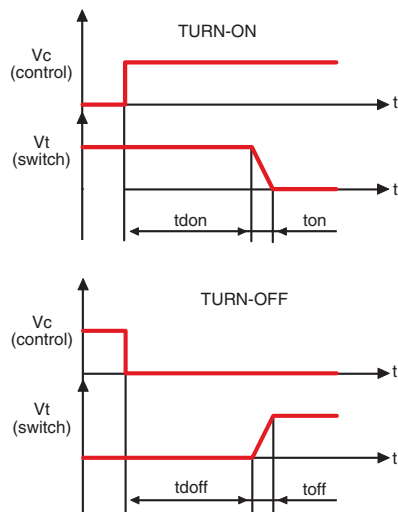 TURN-ON
Vc
(control)
t
Vt
(switch)
t
tdon
ton
TURN-OFF
Vc
(control)
t
Vt
(switch)
t
tdoff
toff